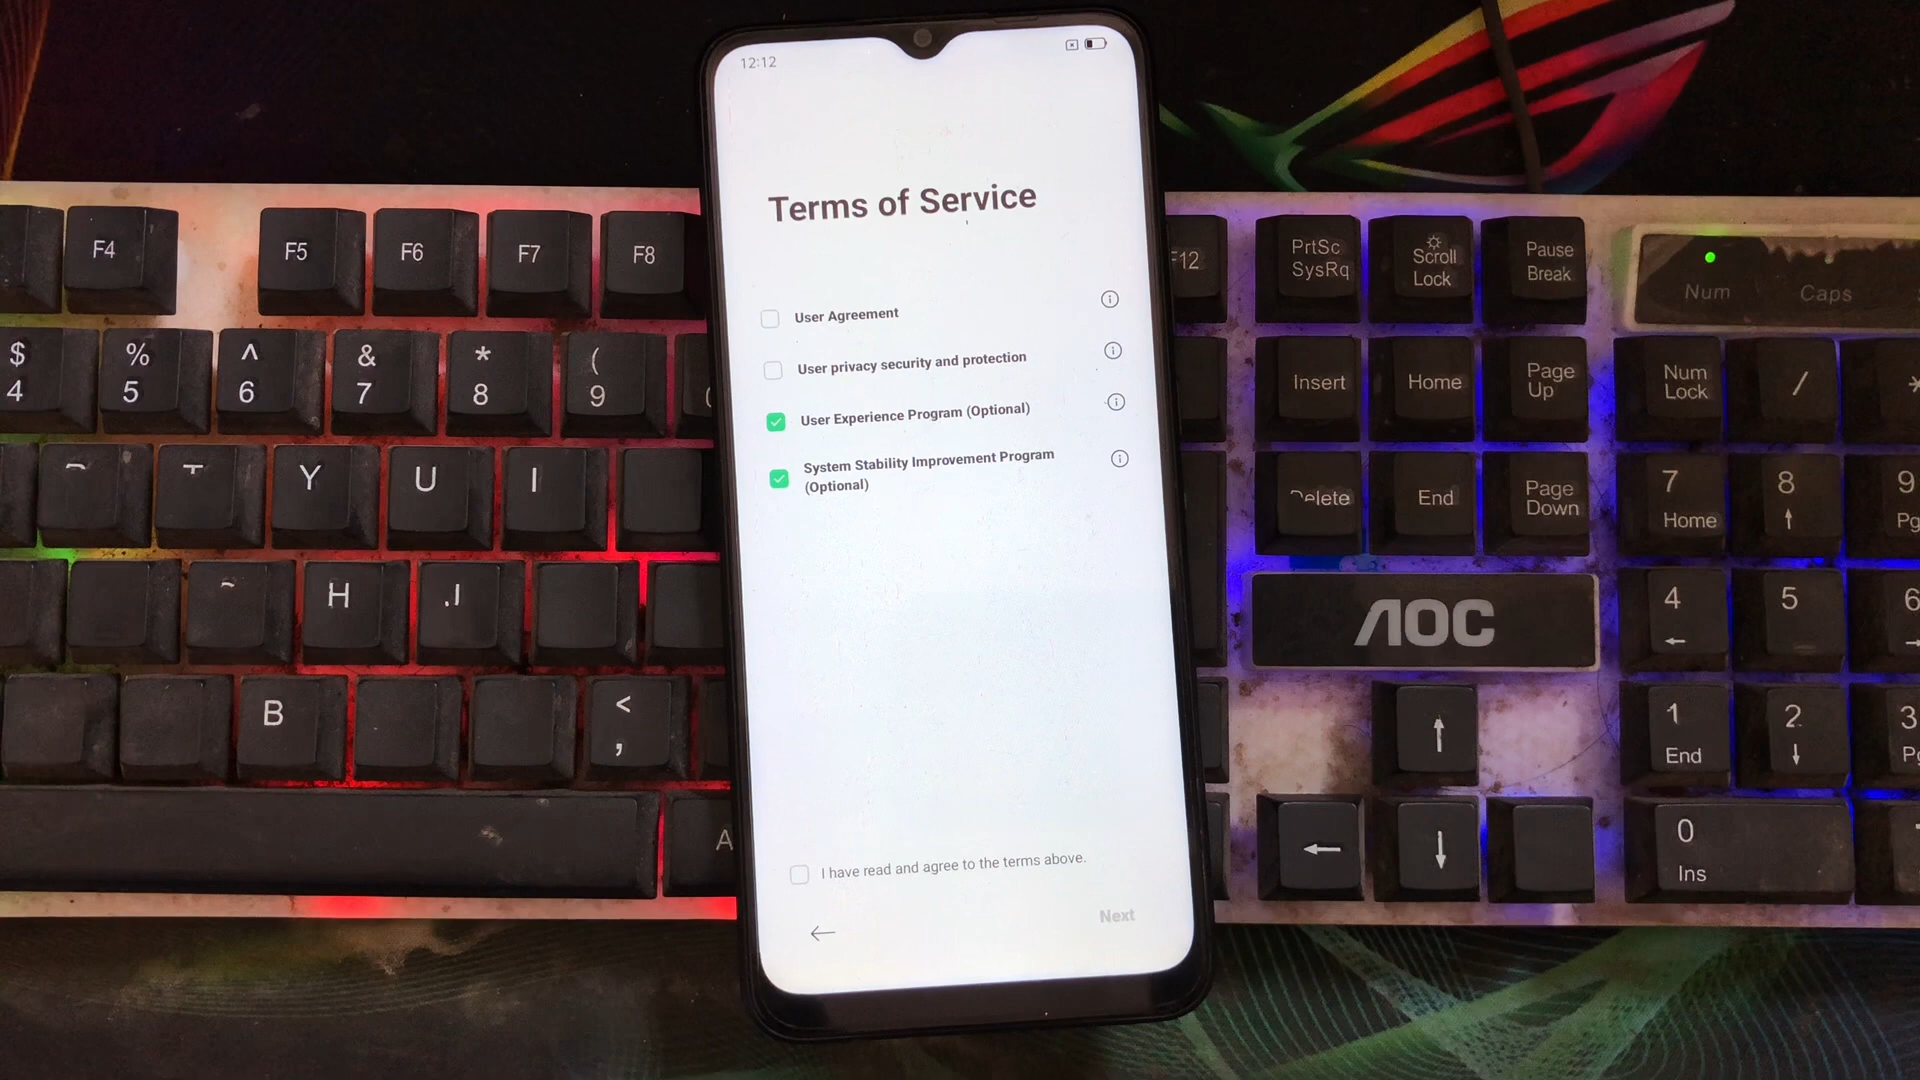 12:12
Terms of Service
User Agreement
User privacy security and protection
User Experience Program (Optional)
System Stability Improvement Program
(Optional)
I have read and agree to the terms above.
Next
F4
F5
F6
F7
F8
F12
PrtSc
SysRq
Scroll
Lock
Pause
Break
Num
Caps
$
4
%
5
^
6
&
7
*
8
(
9
Insert
Home
Page
Up
Num
Lock
/
*
Y
U
I
Delete
End
Page
Down
7
Home
8
↑
9
Pg
H
J
AOC
4
←
5
6
→
B
<
,
↑
1
End
2
↓
3
A
←
↓
0
Ins